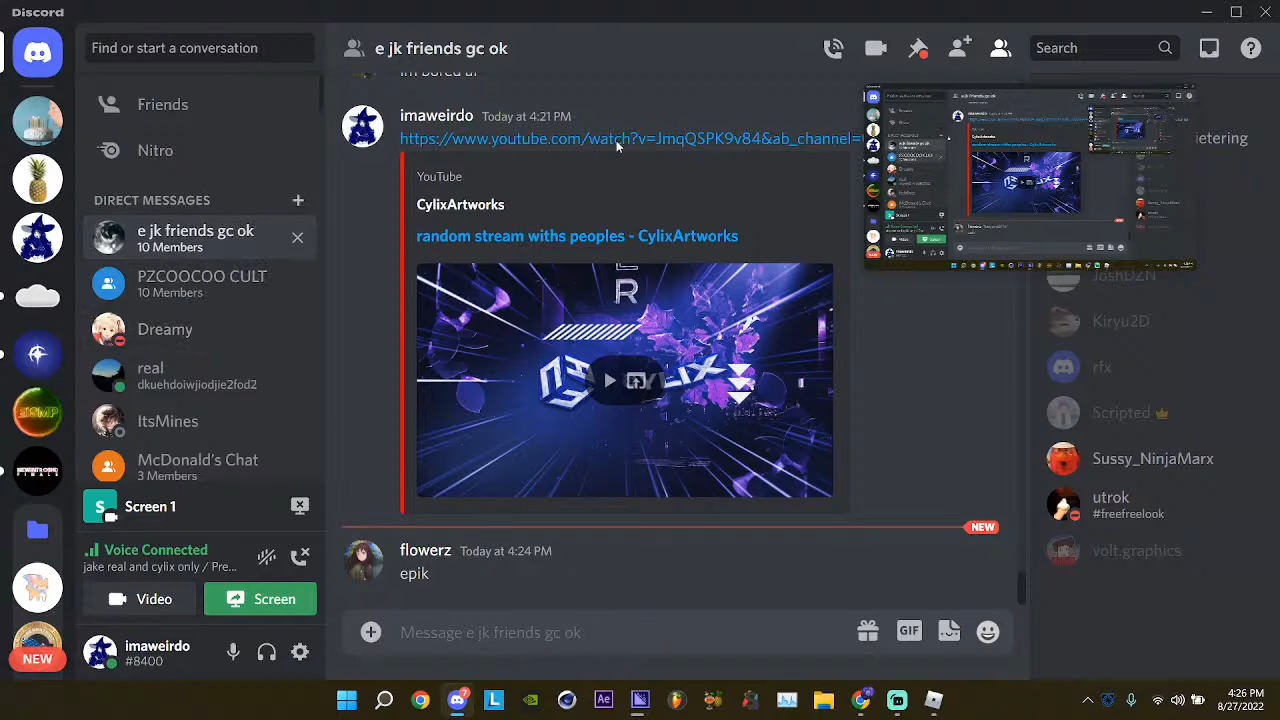 Discord
Find or start a conversation
Friends
Nitro
DIRECT MESSAGES
e jk friends gc ok
10 Members
PZCOOCOO CULT
10 Members
Dreamy
real
dkuehdoiwjiodjie2fod2
ItsMines
McDonald's Chat
3 Members
Screen 1
Voice Connected
jake real and cylix only / Pre...
Video
Screen
imaweirdo
#8400
NEW
e jk friends gc ok
Search
imaweirdo Today at 4:21 PM
https://www.youtube.com/watch?v=JmqQSPK9v84&ab_channel=
YouTube
CylixArtworks
random stream withs peoples - CylixArtworks
NEW
flowerz Today at 4:24 PM
epik
Message e jk friends gc ok
GIF
JoshDZN
Kiryu2D
rfx
Scripted
Sussy_NinjaMarx
utrok
#freefreelook
volt.graphics
4:26 PM
8/27/2022